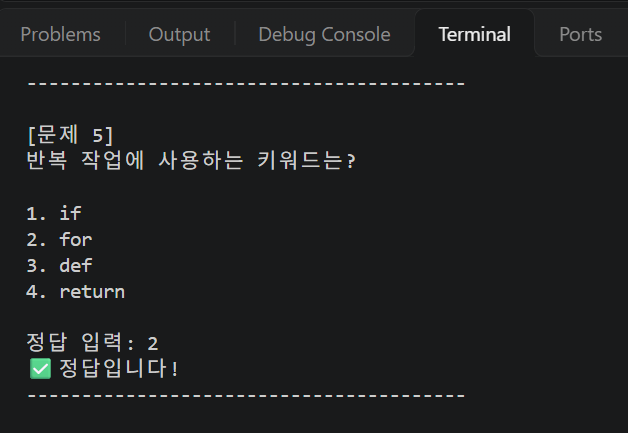 Problems Output Debug Console Terminal Ports
----------------------------------------
[문제 5]
반복 작업에 사용하는 키워드는?
1. if
2. for
3. def
4. return
정답 입력: 2
✅ 정답입니다!
----------------------------------------